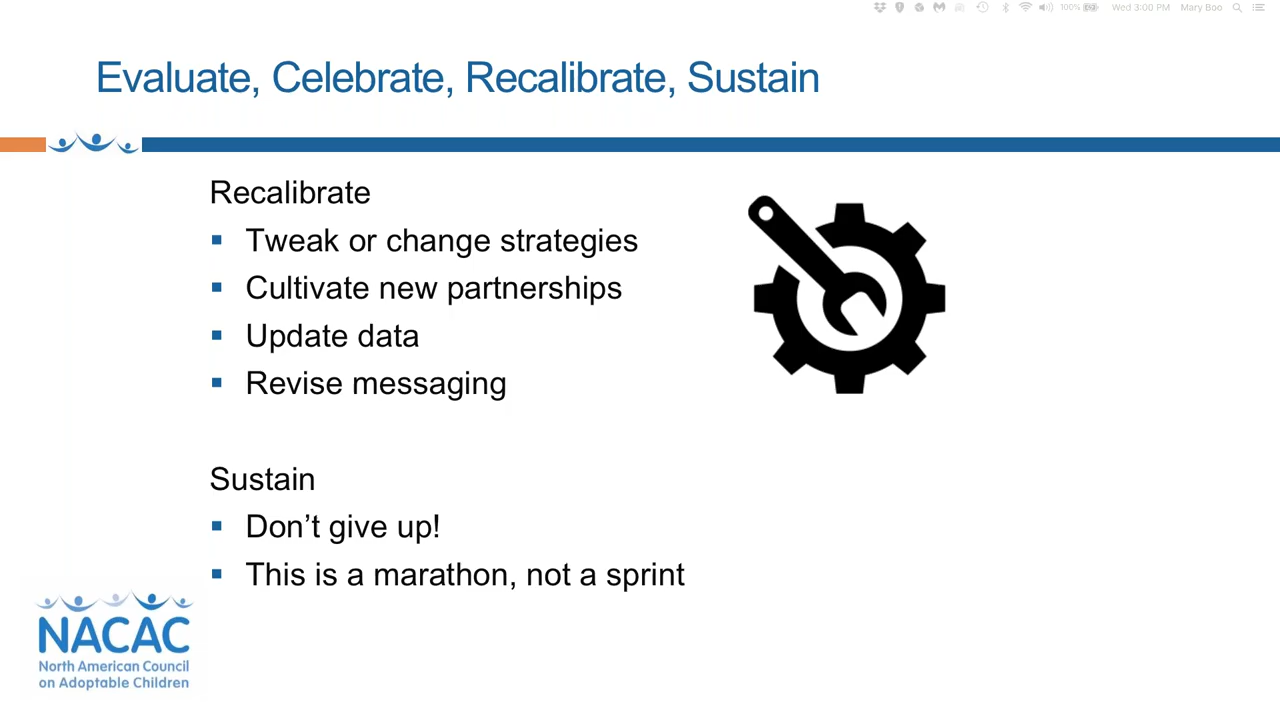 100% Wed 3:00 PM Mary Boo
Evaluate, Celebrate, Recalibrate, Sustain
Recalibrate
Tweak or change strategies
Cultivate new partnerships
Update data
Revise messaging
Sustain
Don’t give up!
This is a marathon, not a sprint
NACAC
North American Council
on Adoptable Children